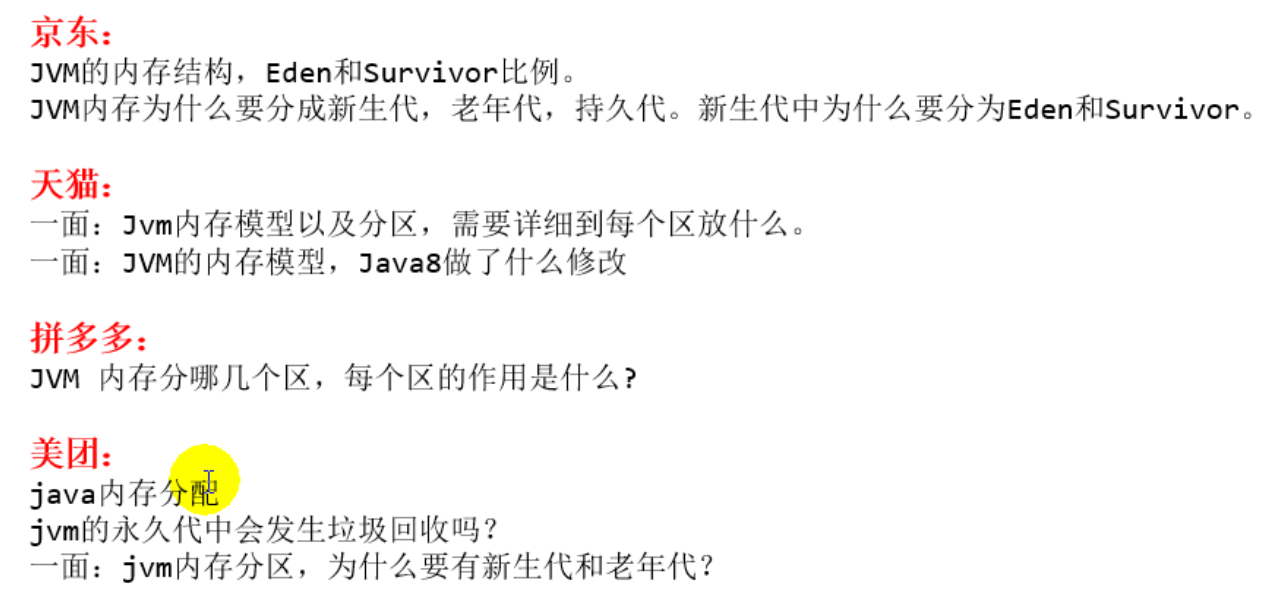 京东：
JVM的内存结构，Eden和Survivor比例。
JVM内存为什么要分成新生代，老年代，持久代。新生代中为什么要分为Eden和Survivor。
天猫：
一面：Jvm内存模型以及分区，需要详细到每个区放什么。
一面：JVM的内存模型，Java8做了什么修改
拼多多：
JVM 内存分哪几个区，每个区的作用是什么?
美团：
java内存分配
jvm的永久代中会发生垃圾回收吗？
一面：jvm内存分区，为什么要有新生代和老年代？